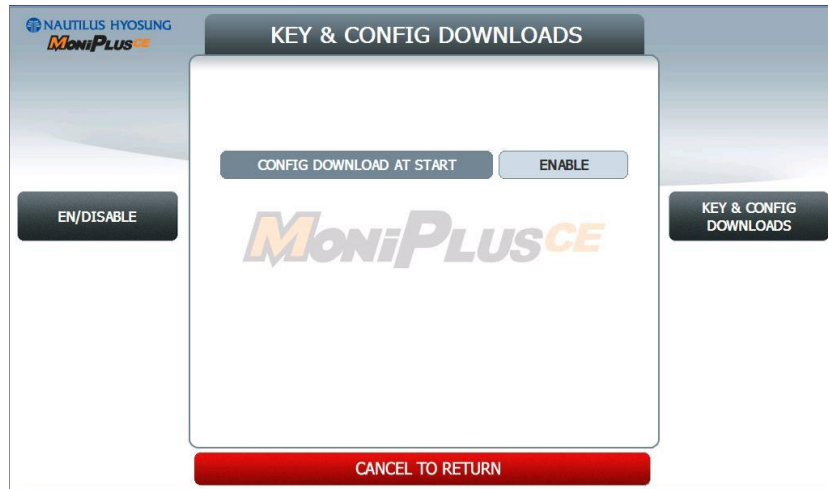 NAUTILUS HYOSUNG
MONiPLUSCE
KEY & CONFIG DOWNLOADS
CONFIG DOWNLOAD AT START
ENABLE
EN/DISABLE
KEY & CONFIG
DOWNLOADS
MONiPLUSCE
CANCEL TO RETURN